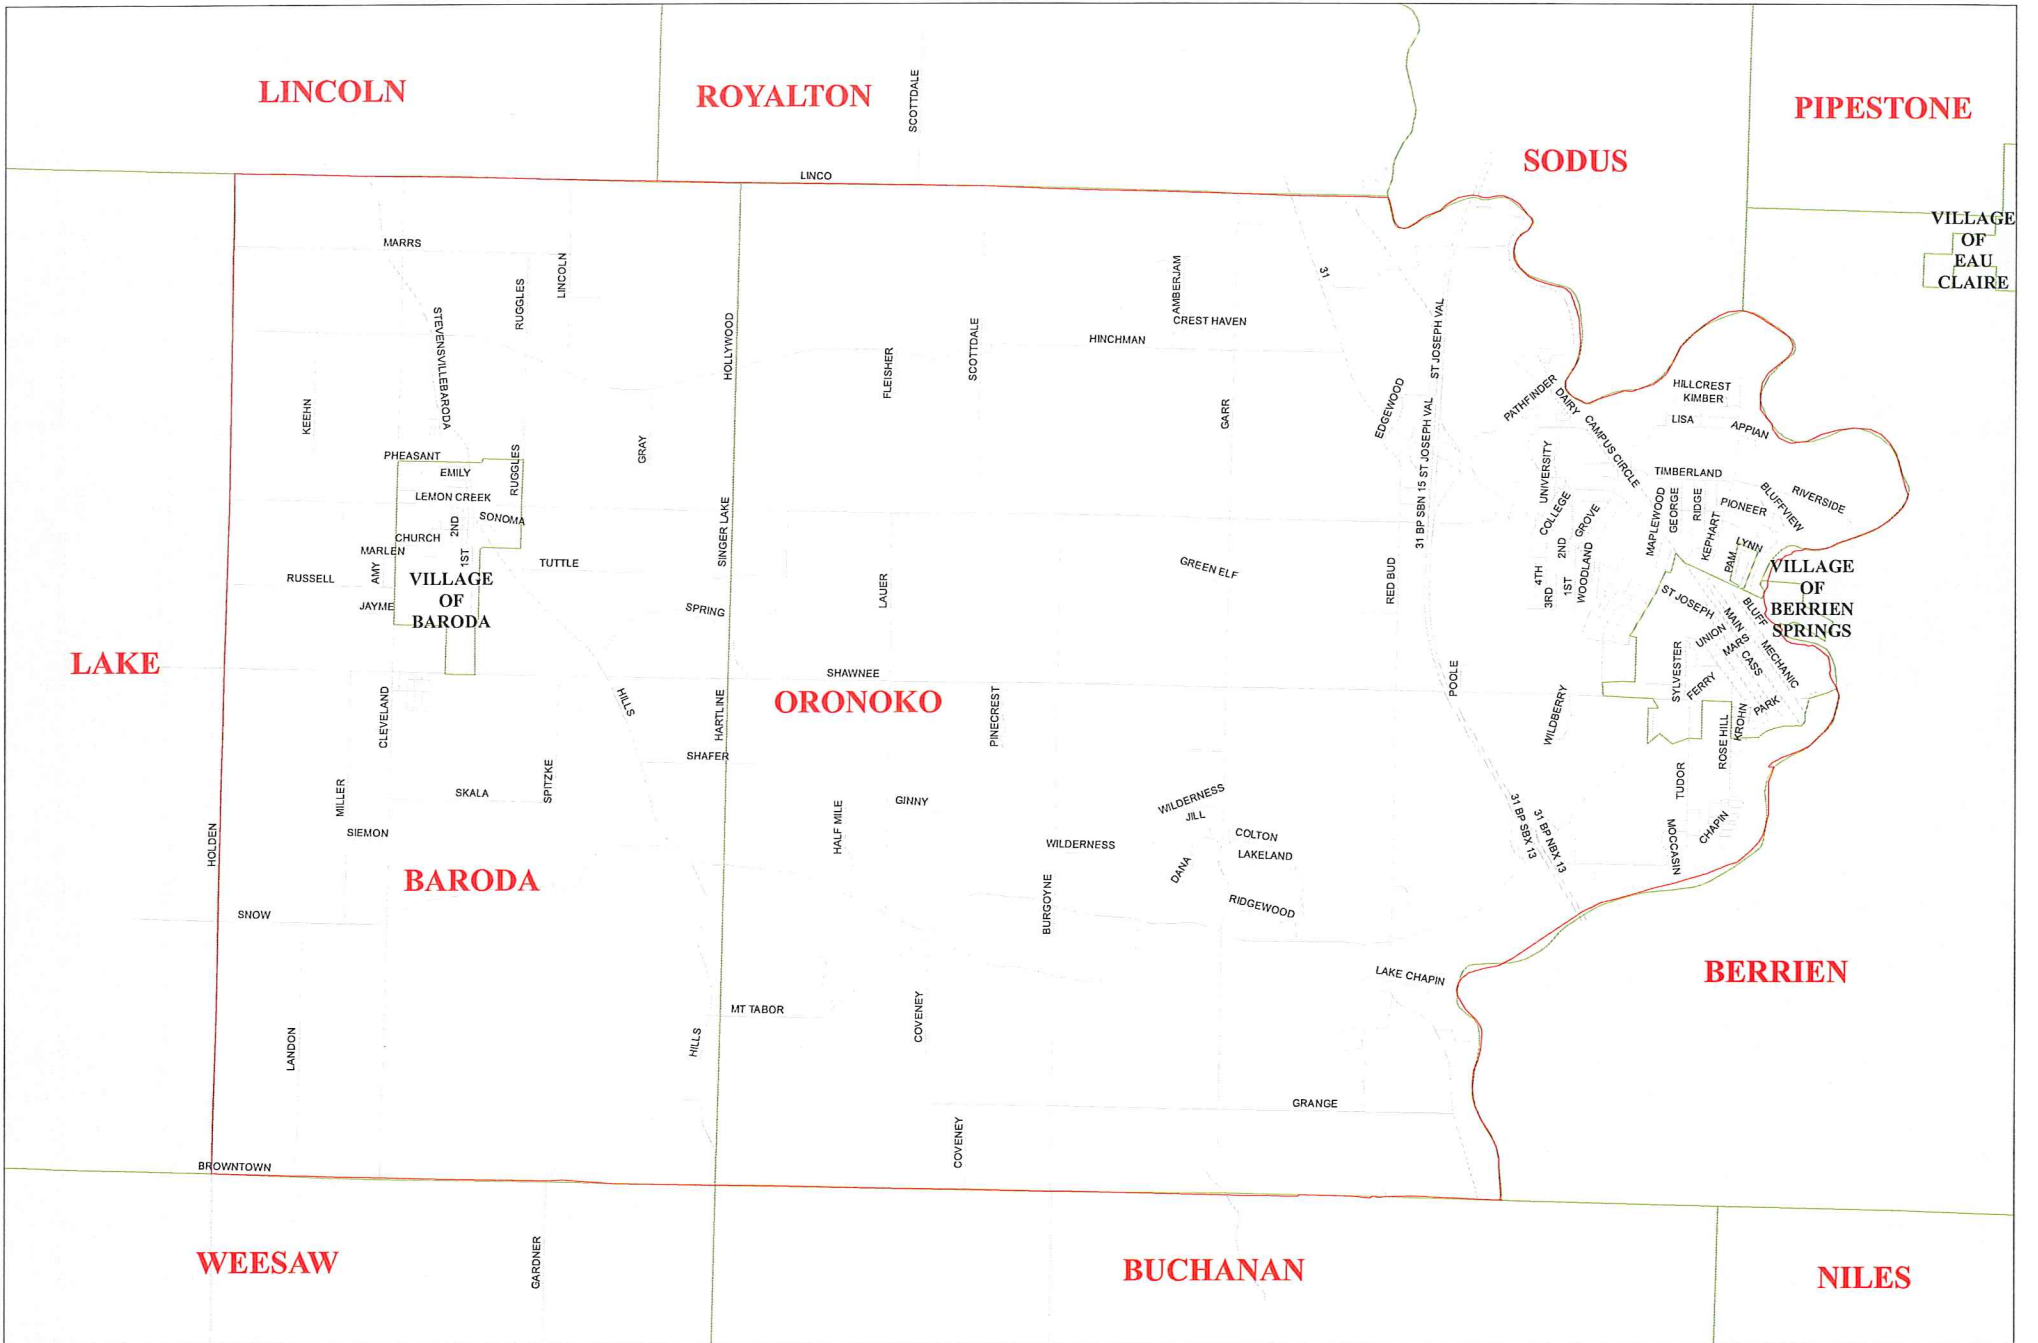 LINCOLN
ROYALTON
SCOTTDALE
PIPESTONE
SODUS
LINCO
VILLAGE
OF
EAU
CLAIRE
MARRS
STEVENSVILLEBARODA
RUGGLES
LINCOLN
HOLLYWOOD
FLEISHER
SCOTTDALE
HINCHMAN
AMBERJAM
CREST HAVEN
GARR
31
ST JOSEPH VAL
EDGEWOOD
31 BP SBN 15 ST JOSEPH VAL
PATHFINDER
DAIRY
CAMPUS CIRCLE
HILLCREST
KIMBER
LISA
APPIAN
TIMBERLAND
KEHN
PHEASANT
EMILY
RUGGLES
GRAY
LEMON CREEK
SONOMA
2ND
CHURCH
MARLEN
1ST
AMY
RUSSELL
JAYME
TUTTLE
VILLAGE
OF
BARODA
SINGER LAKE
SPRING
LAUER
GREEN ELF
RED BUD
UNIVERSITY
COLLEGE
GROVE
2ND
4TH
3RD
1ST
WOODLAND
MAPLEWOOD
GEORGE
RIDGE
KEPHART
PIONEER
BLUFFVIEW
RIVERSIDE
LYNN
PAM
VILLAGE
OF
BERRIEN
SPRINGS
ST JOSEPH
MAIN
BLUFF
UNION
MARS
CASS
MECHANIC
SYLVESTER
FERRY
PARK
KROHN
ROSE HILL
LAKE
CLEVELAND
HILLS
HARTLINE
SHAWNEE
ORONOKO
PINECREST
POOLE
WILDBERRY
SHAFER
MILLER
SKALA
SPITZKE
SIEMON
HOLDEN
BARODA
SNOW
HALF MILE
GINNY
WILDERNESS
BURGOYNE
WILDERNESS
JILL
COLTON
LAKELAND
DANA
RIDGEWOOD
31 BP SBX 13
31 BP NBX 13
TUDOR
MOCCASIN
CHAPIN
BERRIEN
LAKE CHAPIN
MT TABOR
COVENEY
LANDON
HILLS
GRANGE
COVENEY
BROWNTOWN
WEESAW
GARDNER
BUCHANAN
NILES